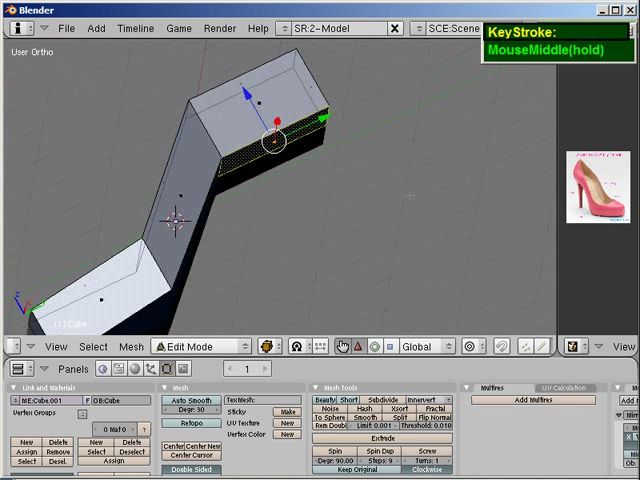 Blender
File Add Timeline Game Render Help SR:2-Model SCE:Scene
KeyStroke:
MouseMiddle(hold)
User Ortho
(1) Cube
View Select Mesh Edit Mode Global View
Panels 1
Link and Materials Mesh Mesh Tools Multires UV Calculation
ME:Cube.001 F OB:Cube
Vertex Groups
0 Mat 0 ?
New Delete New Delete
Assign Remove Select Deselect
Select Desel. Assign
Auto Smooth
Degr: 30
Retopo
Center Center New
Center Cursor
Double Sided
TexMesh:
Sticky Make
UV Texture New
Vertex Color New
Beauty Short Subdivide Innervert
Noise Hash Xsort Fractal
To Sphere Smooth Split Flip Normal
Rem Doubl Limit: 0.001 Threshold: 0.010
Extrude
Spin Spin Dup Screw
Degr: 90.00 Steps: 9 Turns: 1
Keep Original Clockwise
Add Multires